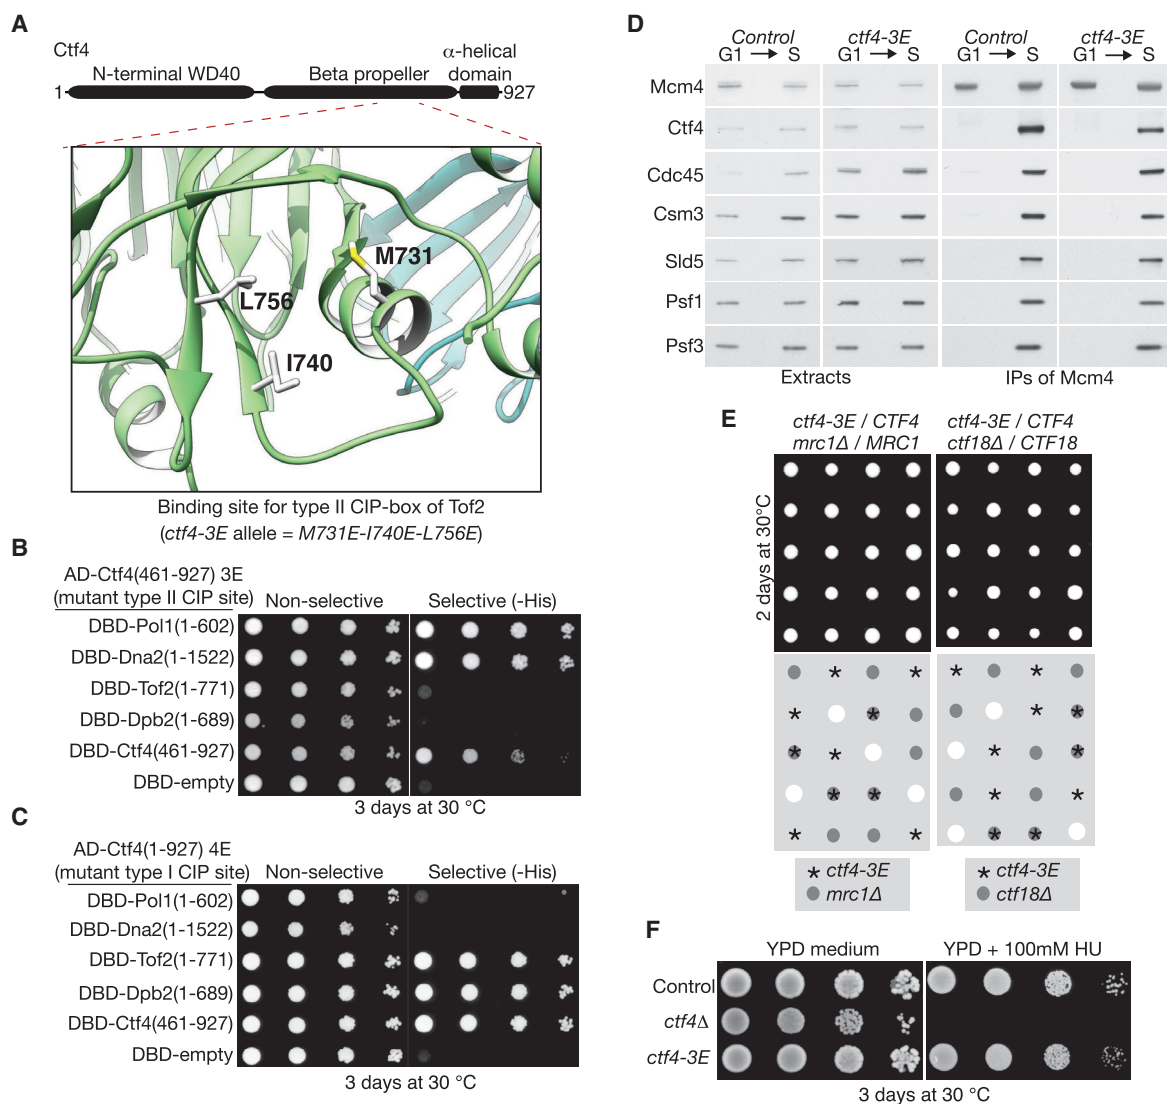 A
Ctf4
N-terminal WD40
Beta propeller
α-helical
domain
1
927
M731
L756
I740
Binding site for type II CIP-box of Tof2
(ctf4-3E allele = M731E-I740E-L756E)
B
AD-Ctf4(461-927) 3E
(mutant type II CIP site)
Non-selective
Selective (-His)
DBD-Pol1(1-602)
DBD-Dna2(1-1522)
DBD-Tof2(1-771)
DBD-Dpb2(1-689)
DBD-Ctf4(461-927)
DBD-empty
3 days at 30 °C
C
AD-Ctf4(1-927) 4E
(mutant type I CIP site)
Non-selective
Selective (-His)
DBD-Pol1(1-602)
DBD-Dna2(1-1522)
DBD-Tof2(1-771)
DBD-Dpb2(1-689)
DBD-Ctf4(461-927)
DBD-empty
3 days at 30 °C
D
Control
ctf4-3E
Control
ctf4-3E
G1 → S
G1 → S
G1 → S
G1 → S
Mcm4
Ctf4
Cdc45
Csm3
Sld5
Psf1
Psf3
Extracts
IPs of Mcm4
E
ctf4-3E / CTF4
mrc1Δ / MRC1
ctf4-3E / CTF4
ctf18Δ / CTF18
2 days at 30°C
* ctf4-3E
mrc1Δ
* ctf4-3E
ctf18Δ
F
YPD medium
YPD + 100mM HU
Control
ctf4Δ
ctf4-3E
3 days at 30 °C